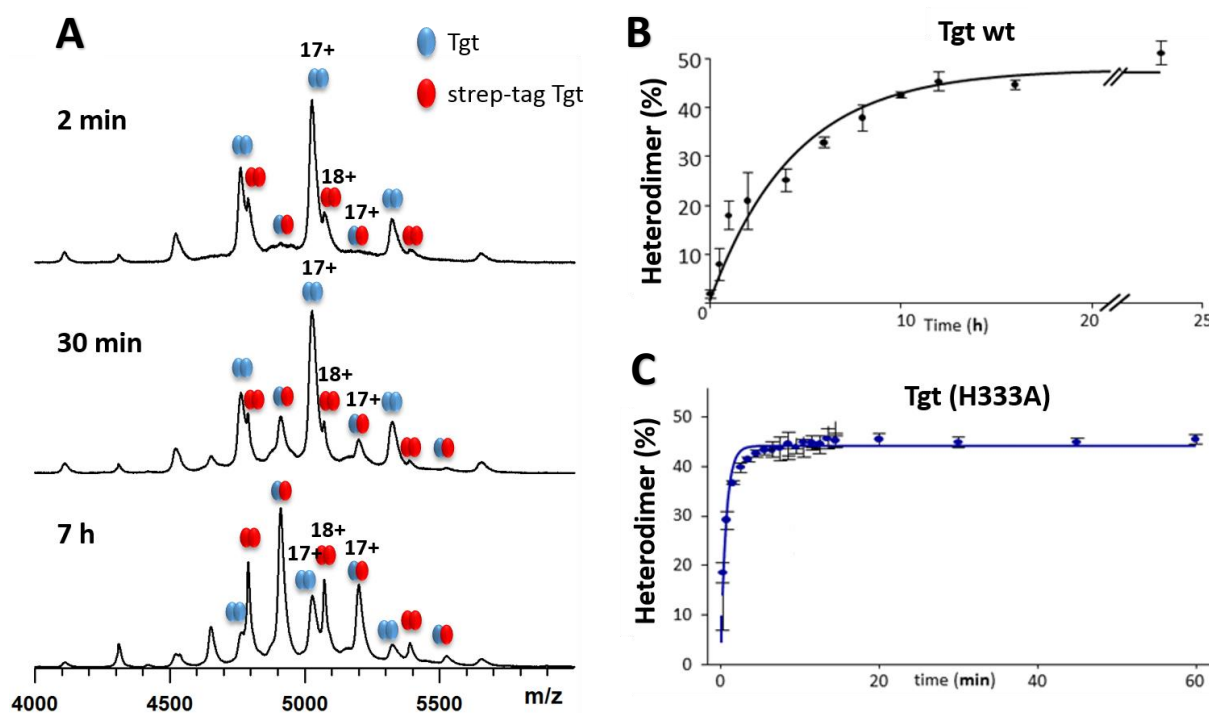 A
Tgt
strep-tag Tgt
2 min
17+
18+
17+
30 min
17+
18+
17+
7 h
17+
18+
17+
4000 4500 5000 5500 m/z
B
Tgt wt
Heterodimer (%)
50
40
30
20
10
0 10 20 25
Time (h)
C
Tgt (H333A)
Heterodimer (%)
50
40
30
20
10
0
0 20 40 60
time (min)